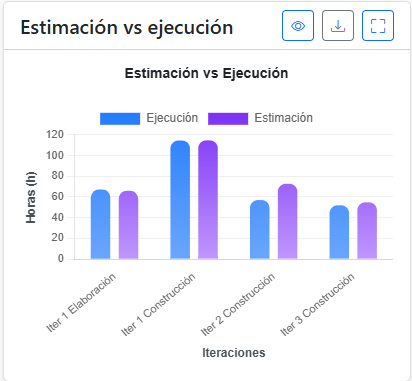 Estimación vs ejecución
Estimación vs Ejecución
Ejecución Estimación
120
100
80
60
40
20
0
Horas (h)
Iter 1 Elaboración
Iter 1 Construcción
Iter 2 Construcción
Iter 3 Construcción
Iteraciones